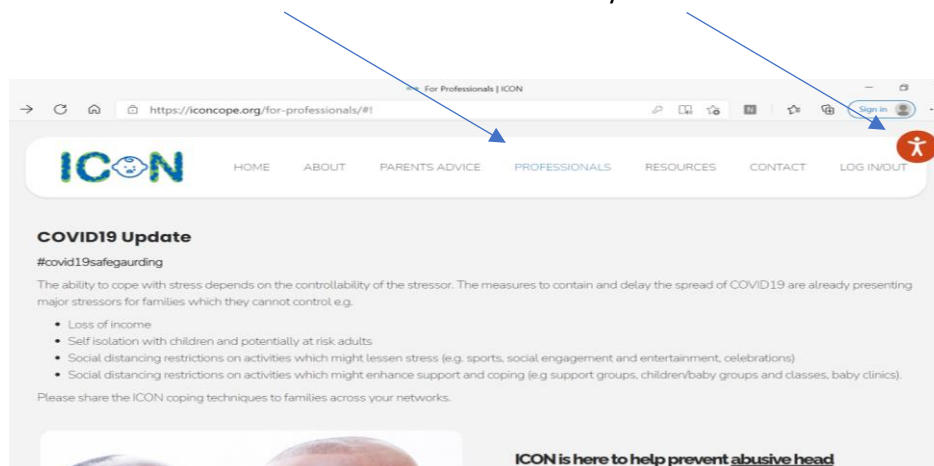 For Professionals | ICON
https://iconcope.org/for-professionals/#!
Sign in
ICON
HOME ABOUT PARENTS ADVICE PROFESSIONALS RESOURCES CONTACT LOG IN/OUT
COVID19 Update
#covid19safegaurding
The ability to cope with stress depends on the controllability of the stressor. The measures to contain and delay the spread of COVID19 are already presenting
major stressors for families which they cannot control e.g.
• Loss of income
• Self isolation with children and potentially at risk adults
• Social distancing restrictions on activities which might lessen stress (e.g. sports, social engagement and entertainment, celebrations)
• Social distancing restrictions on activities which might enhance support and coping (e.g support groups, children/baby groups and classes, baby clinics).
Please share the ICON coping techniques to families across your networks.
ICON is here to help prevent abusive head